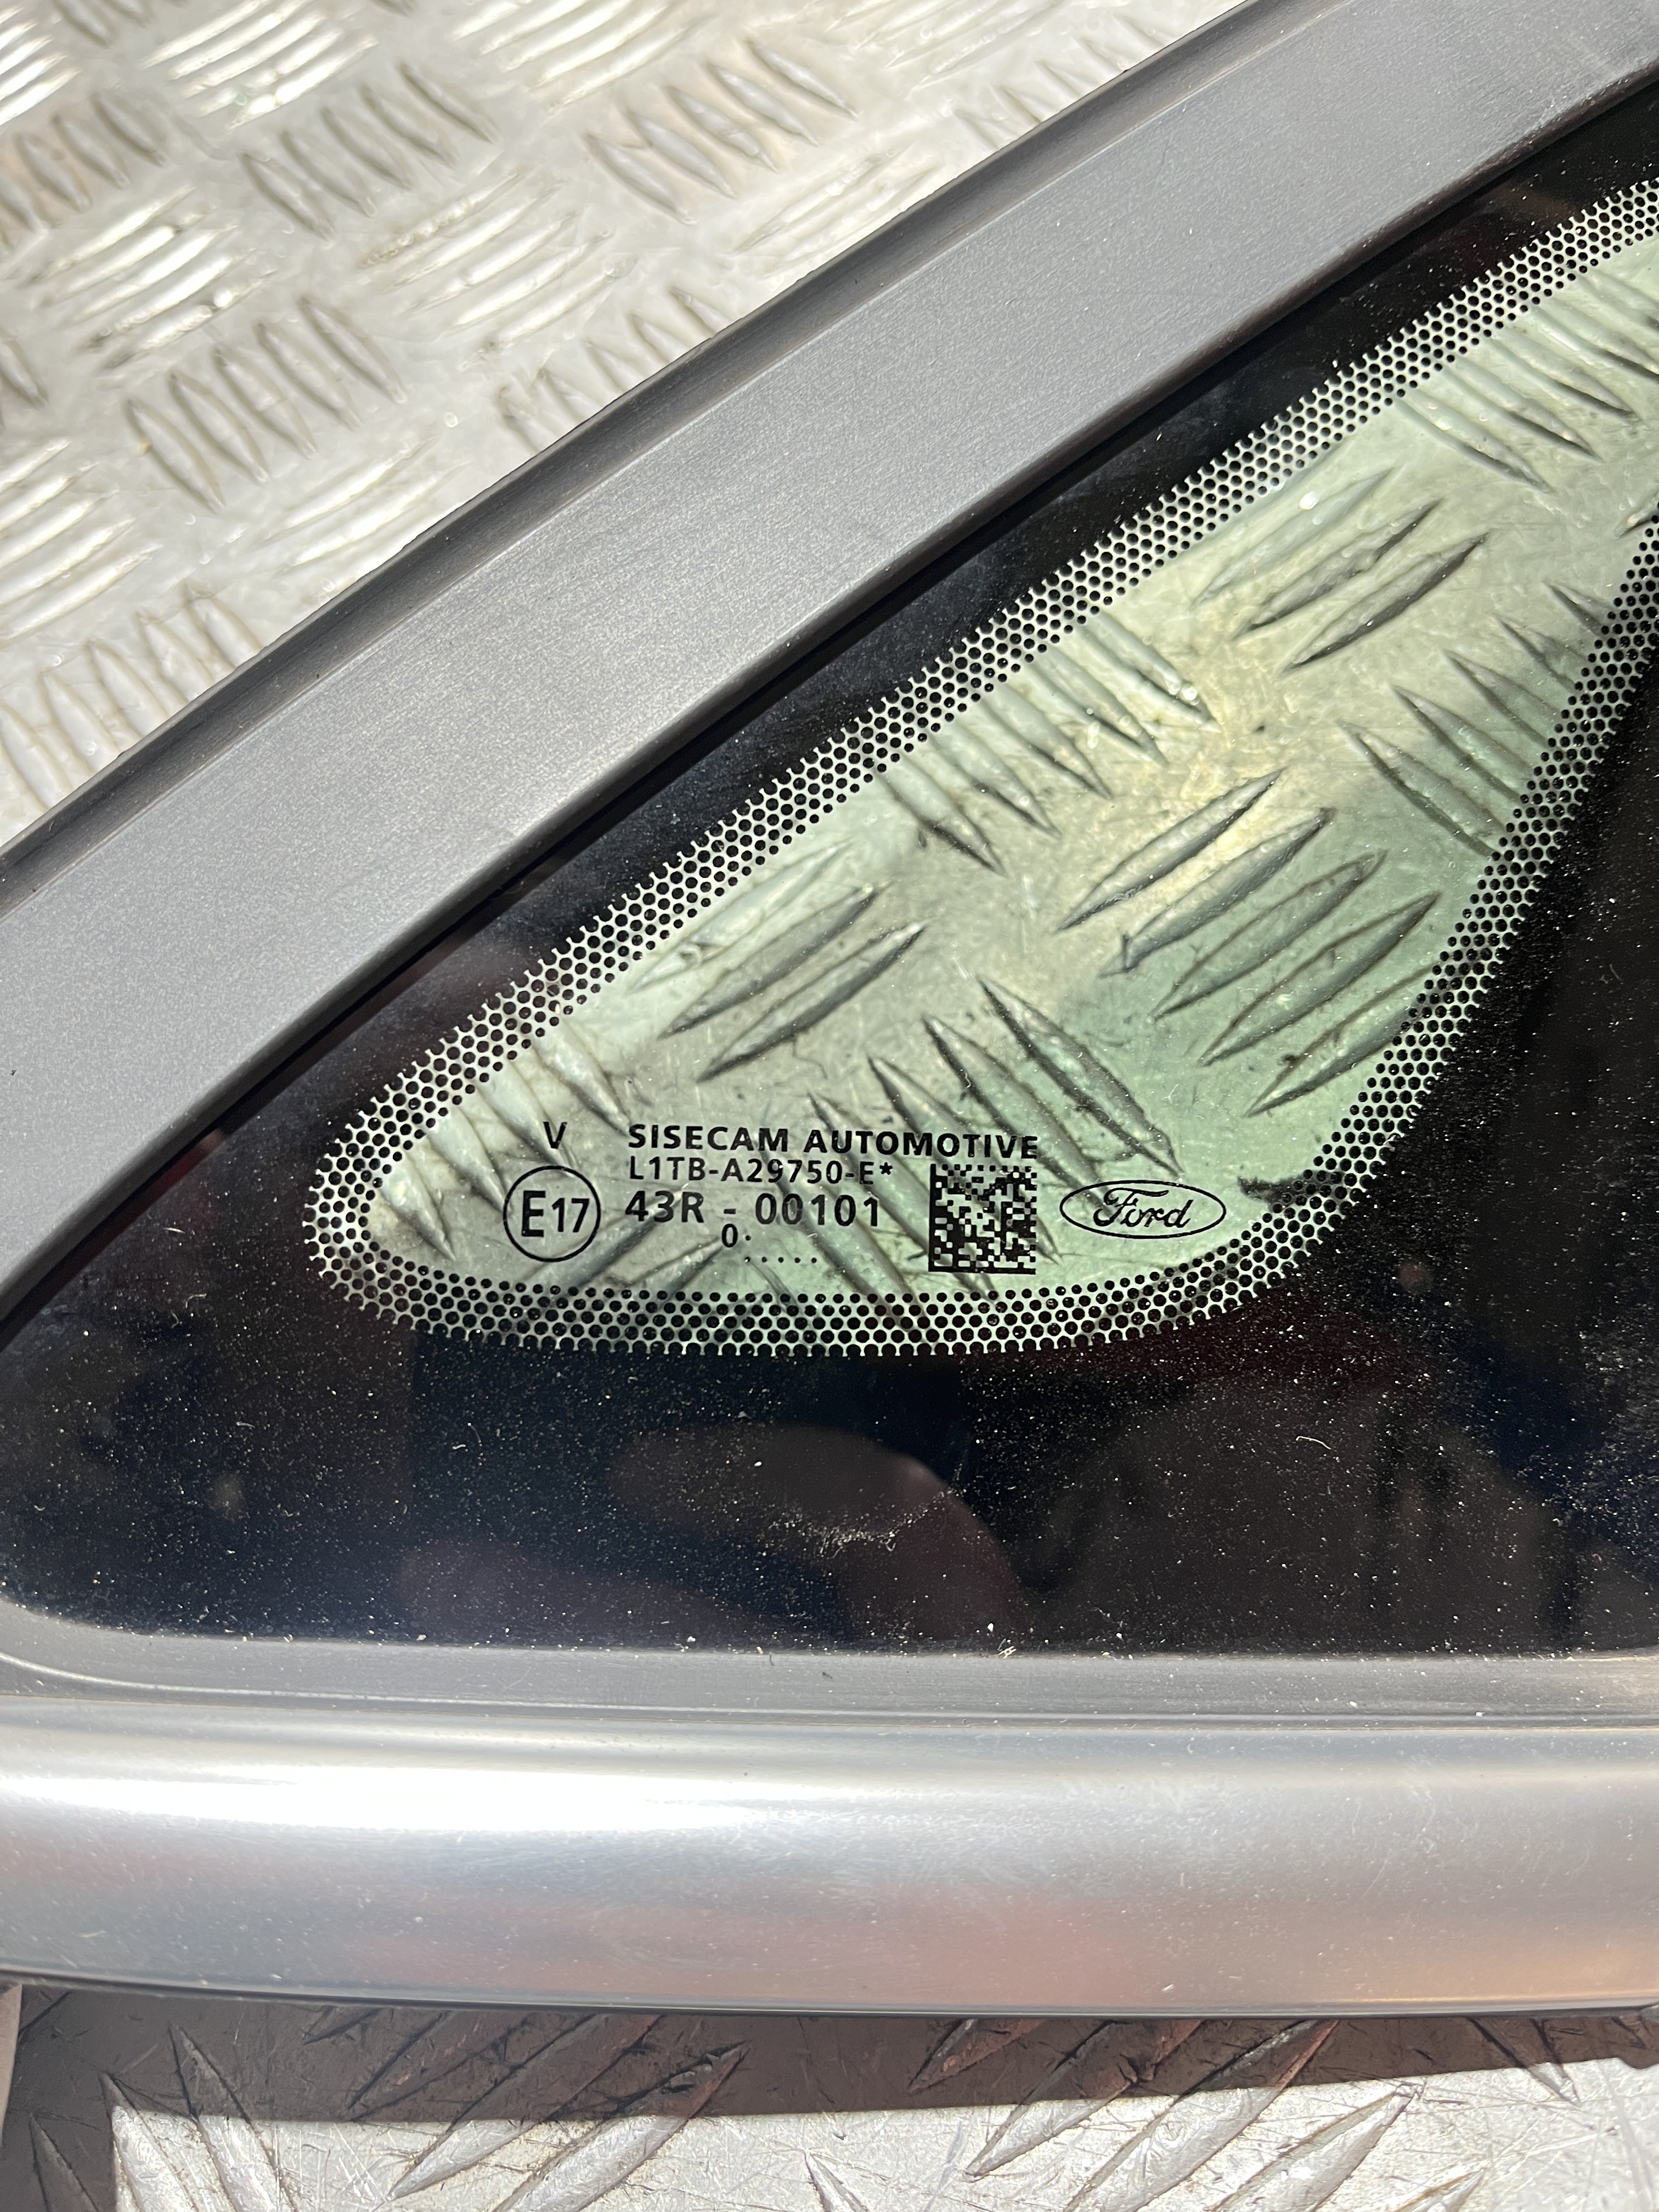 V
SISECAM AUTOMOTIVE
L1TB-A29750-E*
E17
43R - 00101
0.
.....
Ford